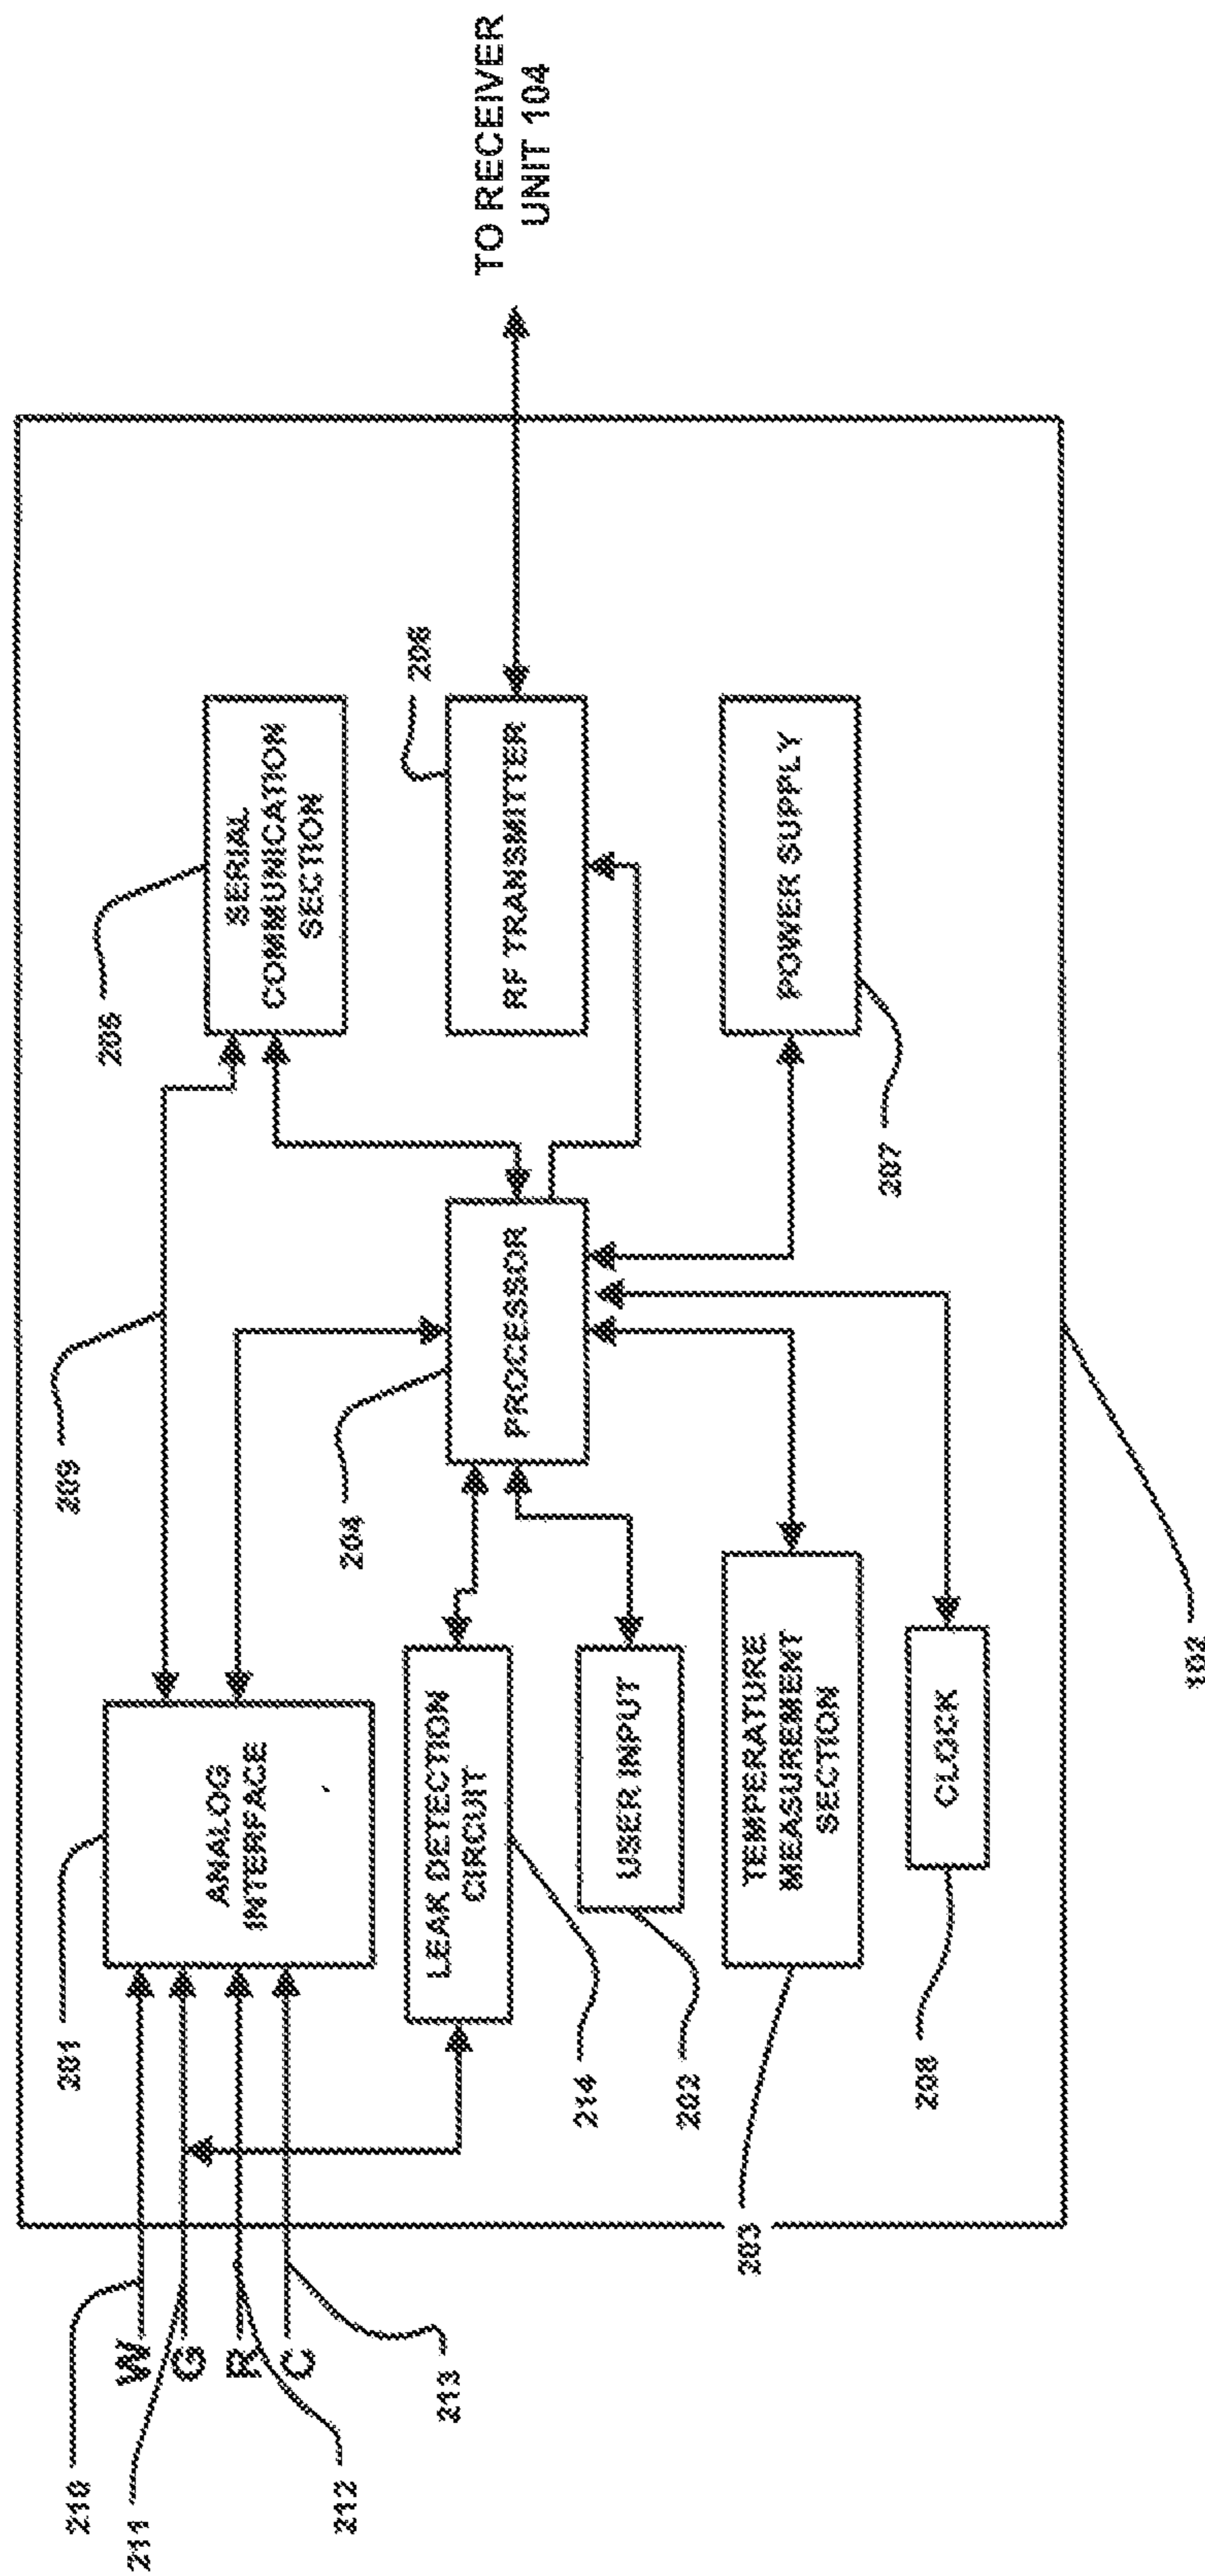 210
W
211
G
R
212
C
213
201
ANALOG
INTERFACE
209
205
SERIAL
COMMUNICATION
SECTION
LEAK DETECTION
CIRCUIT
214
204
PROCESSOR
206
RF TRANSMITTER
TO RECEIVER
UNIT 104
USER INPUT
202
TEMPERATURE
MEASUREMENT
SECTION
203
POWER SUPPLY
207
CLOCK
208
102